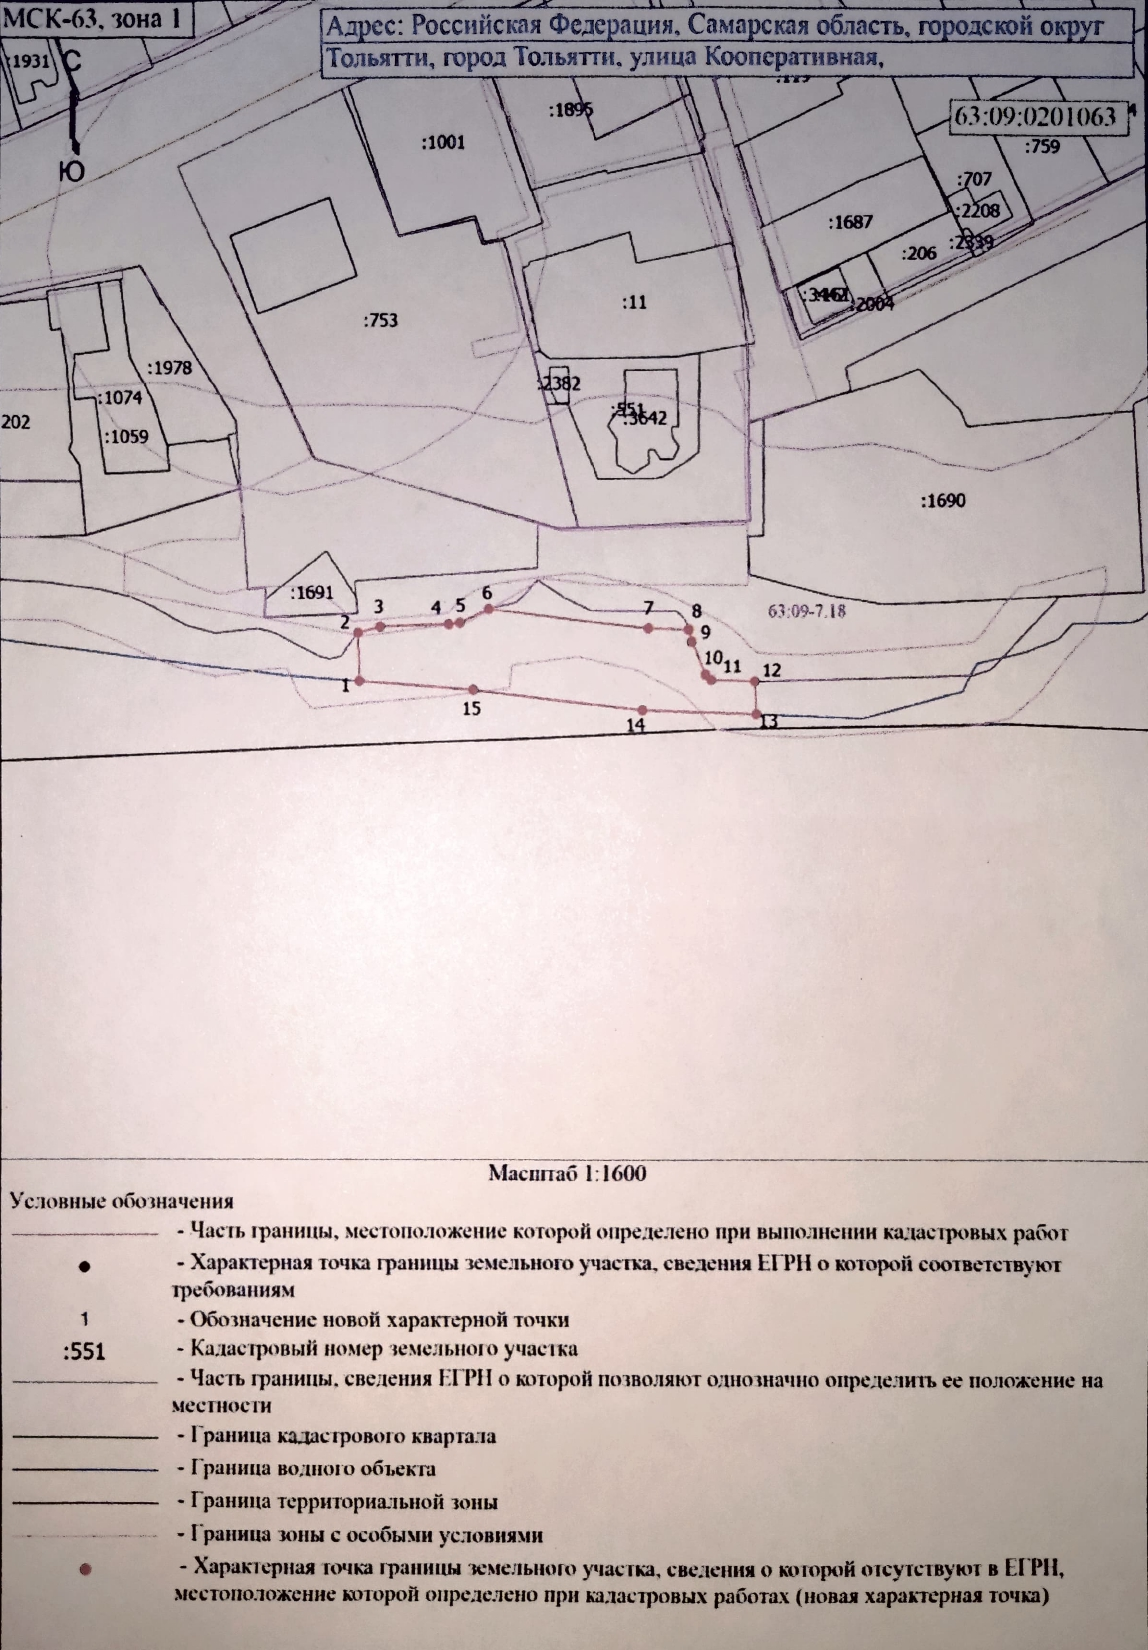 МСК-63, зона 1
Адрес: Российская Федерация, Самарская область, городской округ
Тольятти, город Тольятти, улица Кооперативная,
63:09:0201063
С
Ю
:1931
:1895
:1001
:759
:707
:2208
:1687
:206
:2339
:2004
:11
:753
:1978
:2382
:1074
:551
:3642
202
:1059
:1690
:1691
63:09-7.18
1
2
3
4
5
6
7
8
9
10
11
12
13
14
15
Масштаб 1:1600
Условные обозначения
- Часть границы, местоположение которой определено при выполнении кадастровых работ
- Характерная точка границы земельного участка, сведения ЕГРН о которой соответствуют
требованиям
1 - Обозначение новой характерной точки
:551 - Кадастровый номер земельного участка
- Часть границы, сведения ЕГРН о которой позволяют однозначно определить ее положение на
местности
- Граница кадастрового квартала
- Граница водного объекта
- Граница территориальной зоны
- Граница зоны с особыми условиями
- Характерная точка границы земельного участка, сведения о которой отсутствуют в ЕГРН,
местоположение которой определено при кадастровых работах (новая характерная точка)